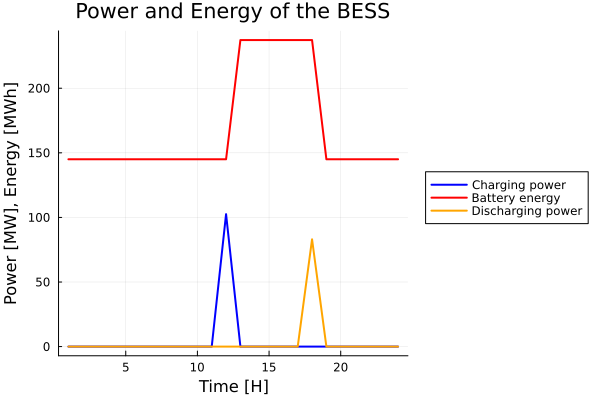 Power and Energy of the BESS
Power [MW], Energy [MWh]
200
150
100
50
0
5 10 15 20
Time [H]
Charging power
Battery energy
Discharging power